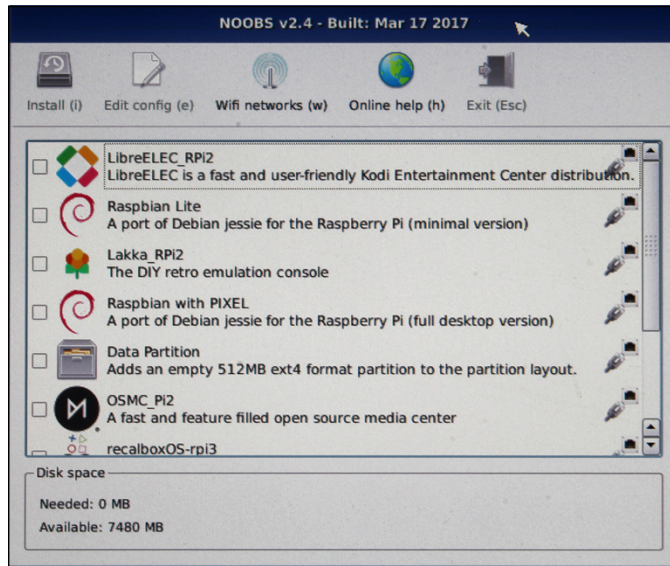 NOOBS v2.4 - Built: Mar 17 2017
Install (i) Edit config (e) Wifi networks (w) Online help (h) Exit (Esc)
LibreELEC_RPi2
LibreELEC is a fast and user-friendly Kodi Entertainment Center distribution.
Raspbian Lite
A port of Debian jessie for the Raspberry Pi (minimal version)
Lakka_RPi2
The DIY retro emulation console
Raspbian with PIXEL
A port of Debian jessie for the Raspberry Pi (full desktop version)
Data Partition
Adds an empty 512MB ext4 format partition to the partition layout.
OSMC_Pi2
A fast and feature filled open source media center
recalboxOS-rpi3
Disk space
Needed: 0 MB
Available: 7480 MB